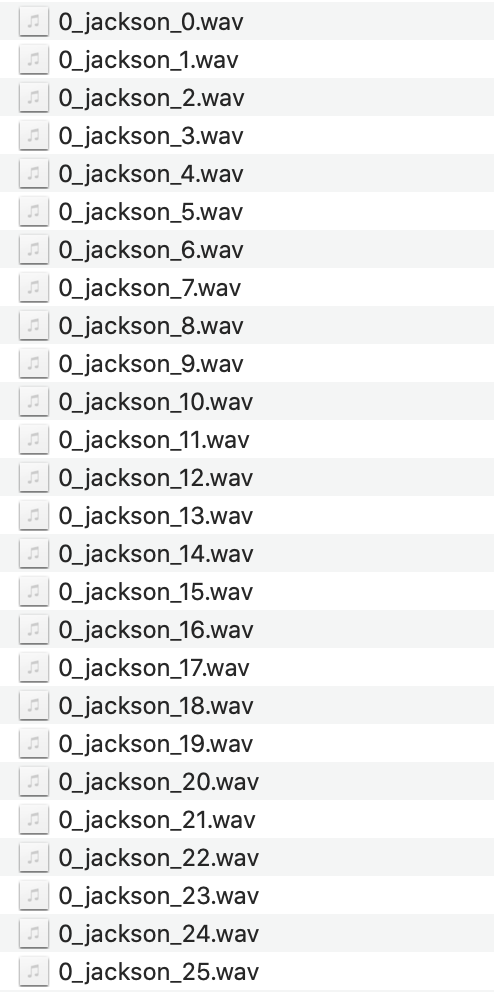 0_jackson_0.wav
0_jackson_1.wav
0_jackson_2.wav
0_jackson_3.wav
0_jackson_4.wav
0_jackson_5.wav
0_jackson_6.wav
0_jackson_7.wav
0_jackson_8.wav
0_jackson_9.wav
0_jackson_10.wav
0_jackson_11.wav
0_jackson_12.wav
0_jackson_13.wav
0_jackson_14.wav
0_jackson_15.wav
0_jackson_16.wav
0_jackson_17.wav
0_jackson_18.wav
0_jackson_19.wav
0_jackson_20.wav
0_jackson_21.wav
0_jackson_22.wav
0_jackson_23.wav
0_jackson_24.wav
0_jackson_25.wav